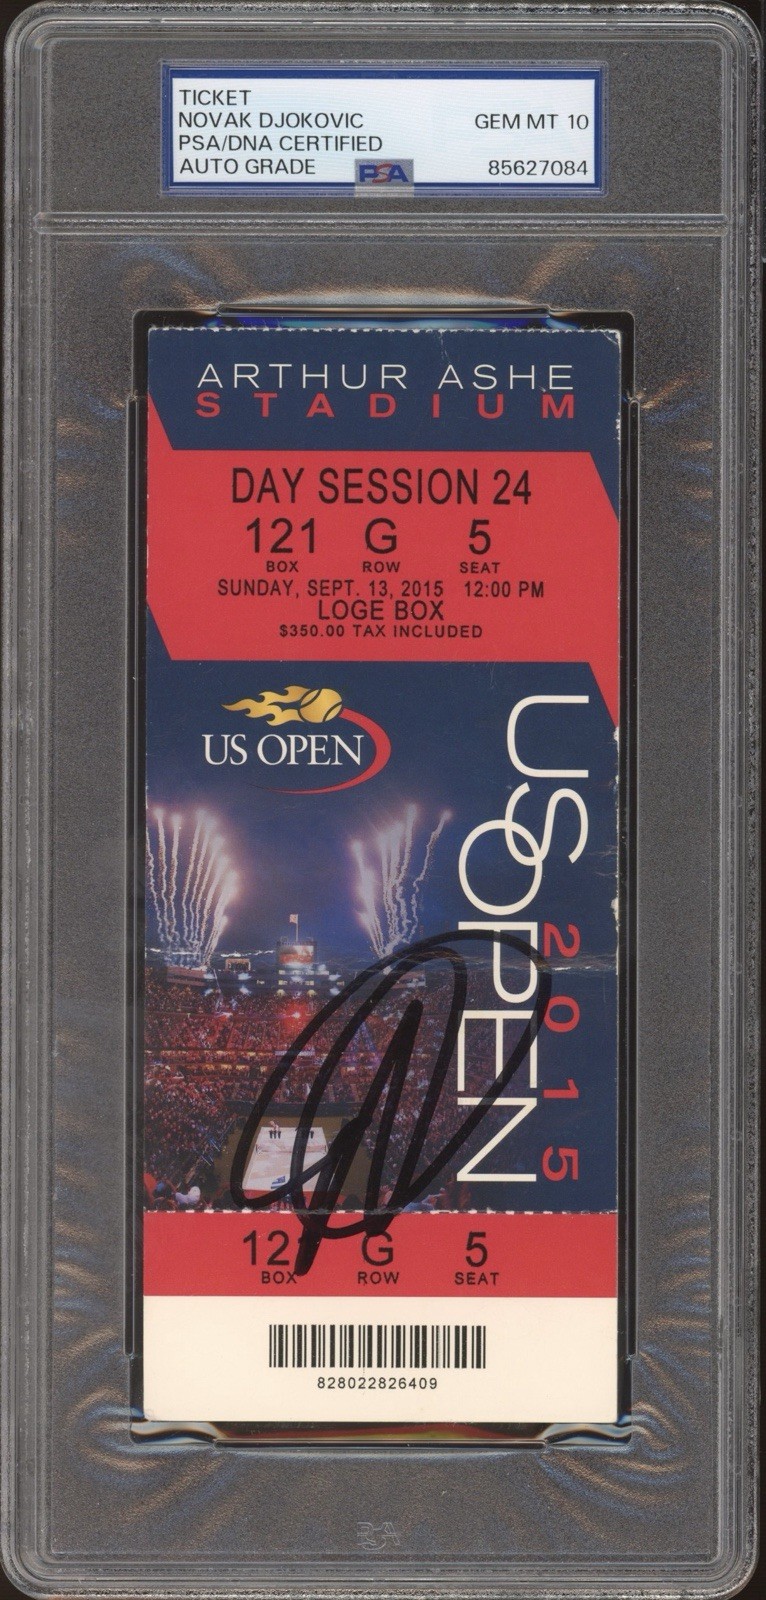 TICKET
NOVAK DJOKOVIC GEM MT 10
PSA/DNA CERTIFIED
AUTO GRADE PSA 85627084
ARTHUR ASHE
STADIUM
DAY SESSION 24
121 G 5
BOX ROW SEAT
SUNDAY, SEPT. 13, 2015 12:00 PM
LOGE BOX
$350.00 TAX INCLUDED
US OPEN
US OPEN 2015
121 G 5
BOX ROW SEAT
828022826409
PSA